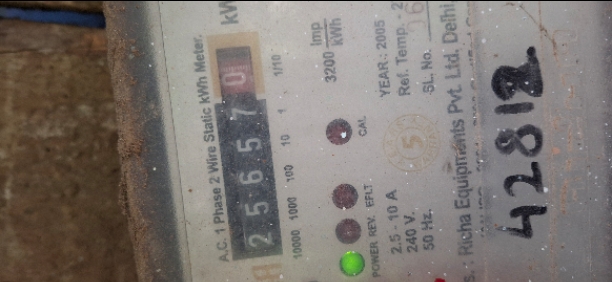 A.C. 1 Phase 2 Wire Static kWh Meter.
2 5 6 5 7 0 kW
10000 1000 100 10 1 1/10
3200 Imp
kWh
CAL
POWER REV. EFLT
2.5 - 10 A
240 V.
50 Hz.
YEAR: 2005
Ref. Temp. - 2
SL. No.
S
s. : Richa Equipments Pvt. Ltd. Delhi
42812